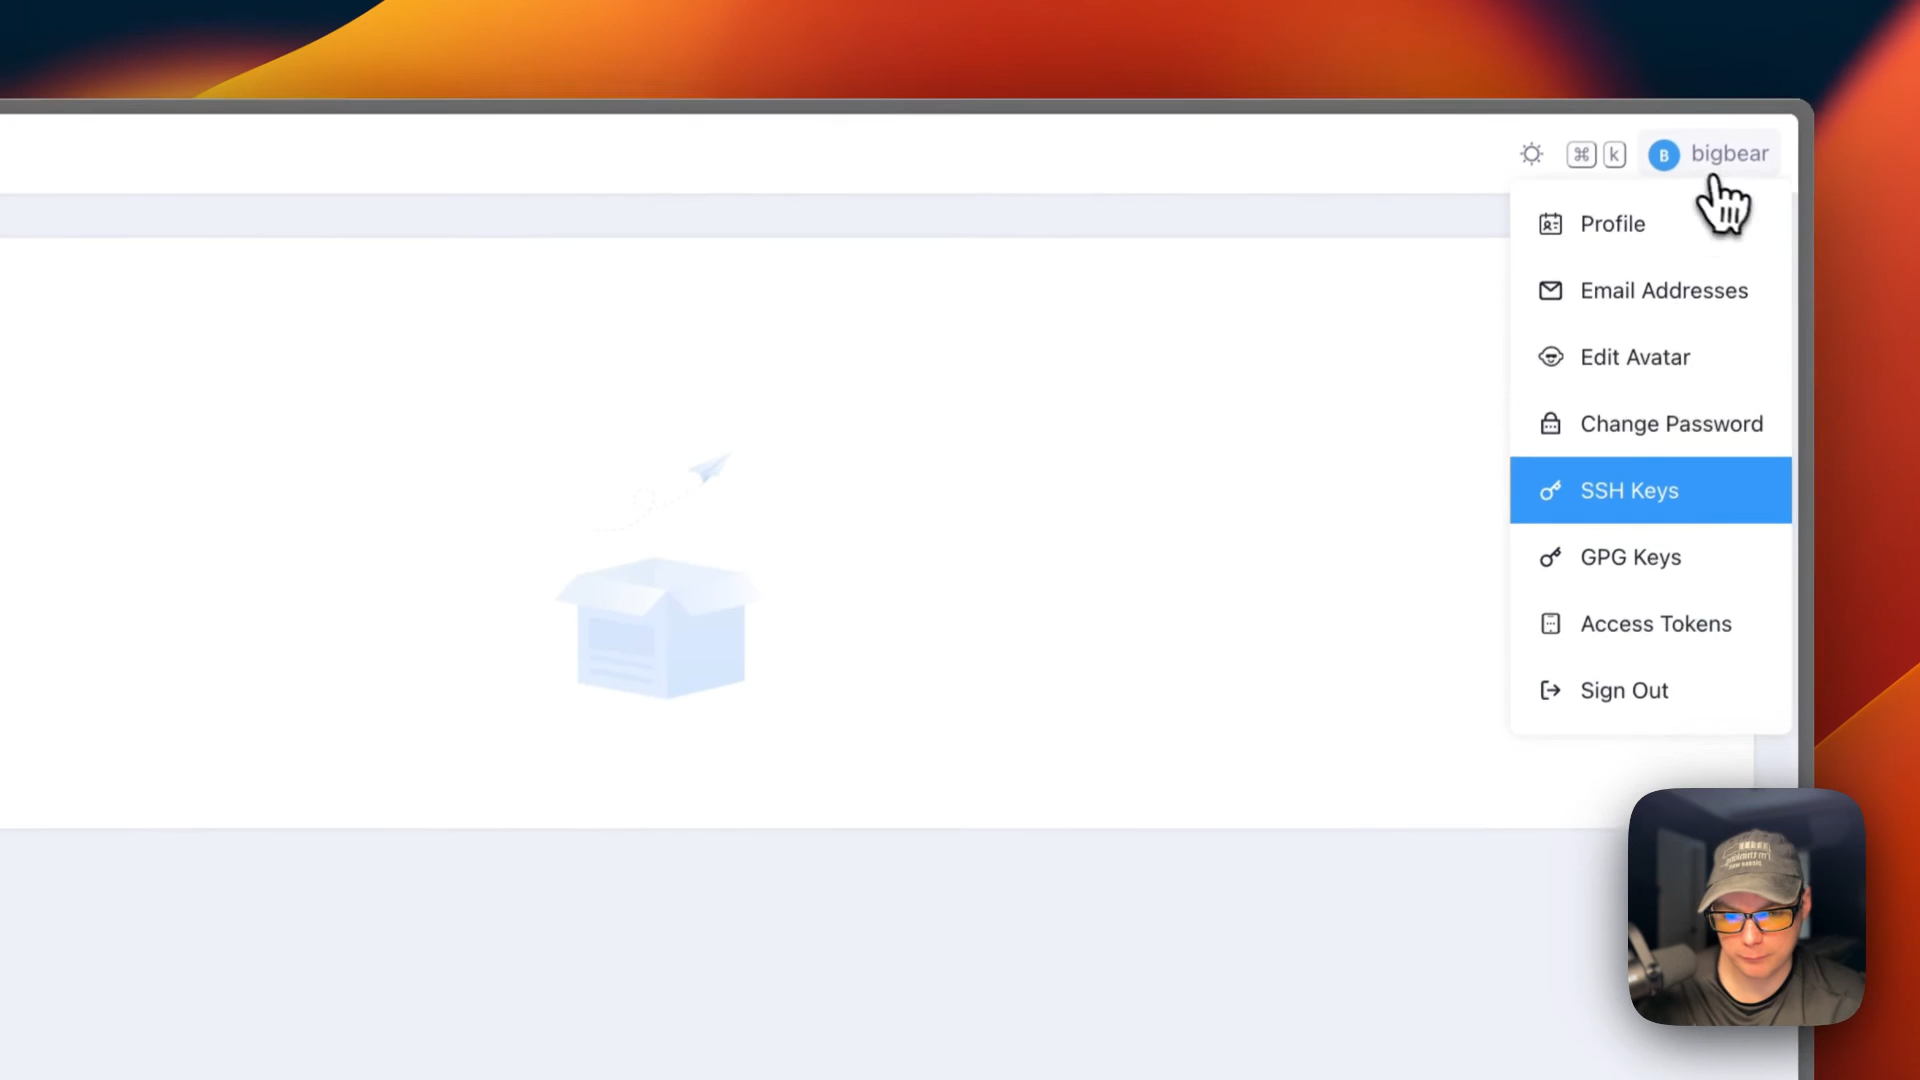 ⌘ k B bigbear
Profile
Email Addresses
Edit Avatar
Change Password
SSH Keys
GPG Keys
Access Tokens
Sign Out